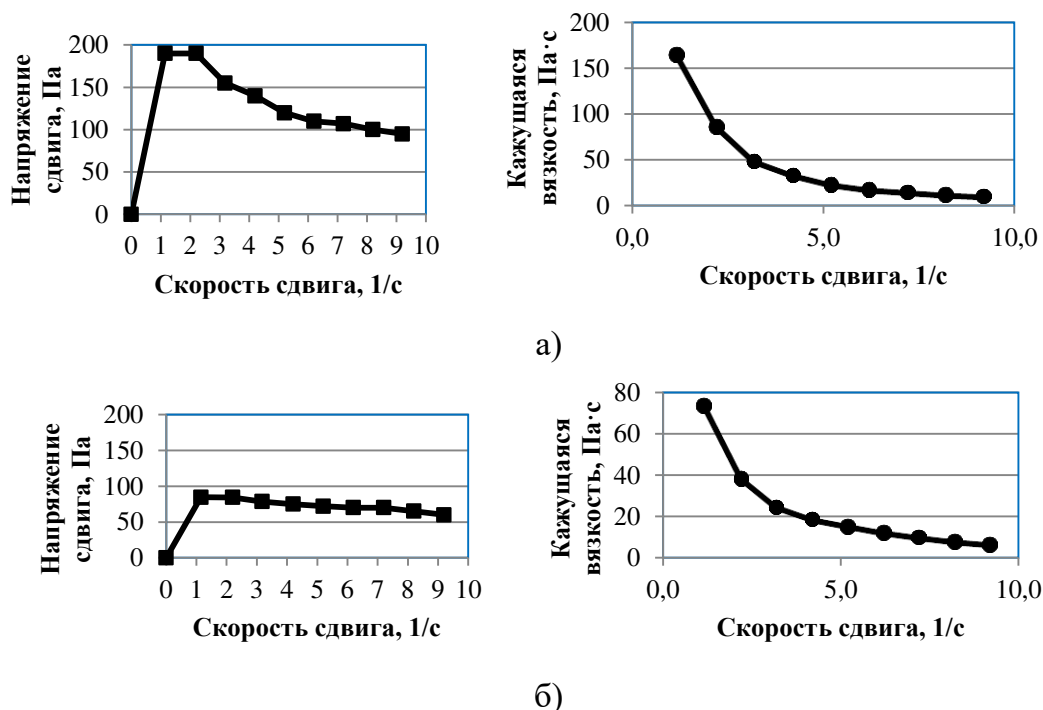 Напряжение
сдвига, Па
200
150
100
50
0
0 1 2 3 4 5 6 7 8 9 10
Скорость сдвига, 1/с
Кажущаяся
вязкость, Па·с
200
150
100
50
0
0,0 5,0 10,0
Скорость сдвига, 1/с
а)
Напряжение
сдвига, Па
200
150
100
50
0
0 1 2 3 4 5 6 7 8 9 10
Скорость сдвига, 1/с
Кажущаяся
вязкость, Па·с
80
60
40
20
0
0,0 5,0 10,0
Скорость сдвига, 1/с
б)